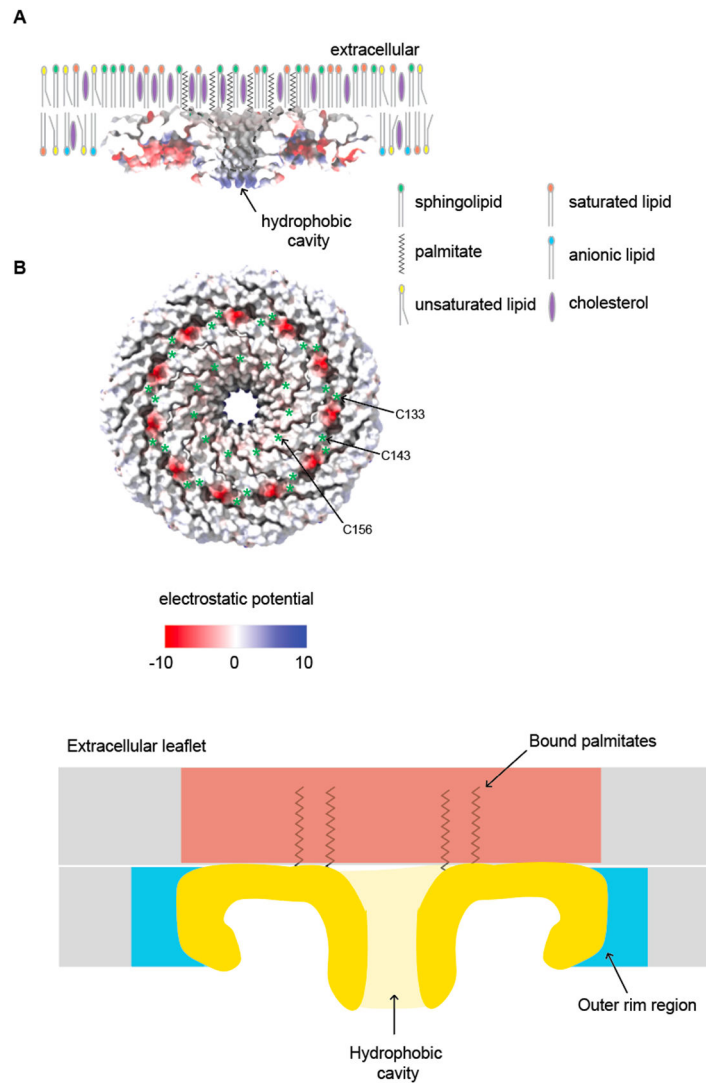 A
extracellular
hydrophobic
cavity
sphingolipid
saturated lipid
palmitate
anionic lipid
unsaturated lipid
cholesterol
B
* * * * * * * * * * * * * * * * * * * * * * * * * * * * * * * * *
C133
C143
C156
electrostatic potential
-10 0 10
Extracellular leaflet
Bound palmitates
Outer rim region
Hydrophobic
cavity